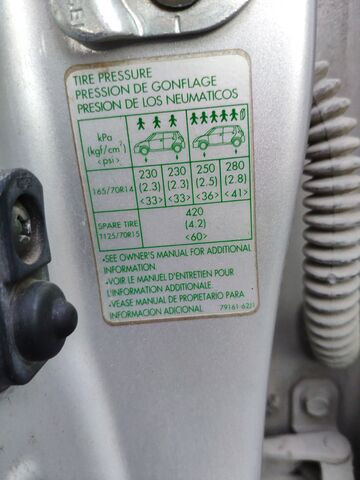 TIRE PRESSURE
PRESSION DE GONFLAGE
PRESION DE LOS NEUMATICOS
kPa
(kgf/cm²)
<psi>
165/70R14
230 230 250 280
(2.3) (2.3) (2.5) (2.8)
<33> <33> <36> <41>
SPARE TIRE
T125/70R15
420
(4.2)
<60>
•SEE OWNER'S MANUAL FOR ADDITIONAL
INFORMATION.
•VOIR LE MANUEL D'ENTRETIEN POUR
D'AUTRES INFORMATIONS
•VEASE MANUAL DE PROPIETARIO PARA
INFORMACION ADICIONAL
79161 62J1